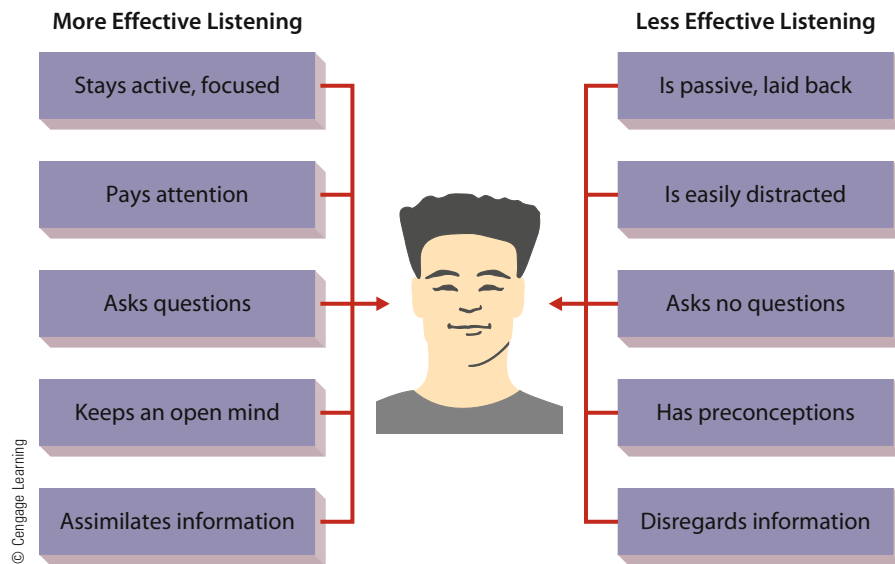 More Effective Listening
Stays active, focused
Pays attention
Asks questions
Keeps an open mind
Assimilates information
Less Effective Listening
Is passive, laid back
Is easily distracted
Asks no questions
Has preconceptions
Disregards information
© Cengage Learning